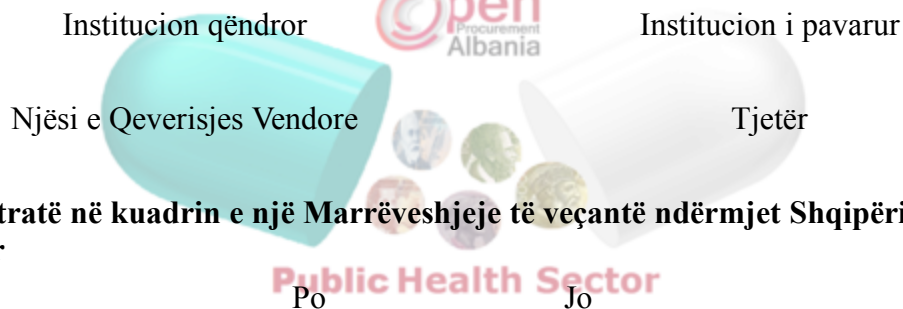 Institucion qëndror
Institucion i pavarur
Open
Procurement
Albania
Njësi e Qeverisjes Vendore
Tjetër
tratë në kuadrin e një Marrëveshjeje të veçantë ndërmjet Shqipëri
Public Health Sector
Po
Jo